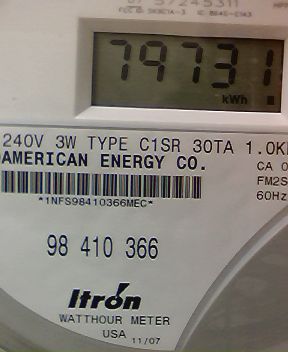 79731
kWh
240V 3W TYPE C1SR 30TA 1.0K
AMERICAN ENERGY CO.
CA 0
FM2S
60Hz
*1NFS98410366MEC*
98 410 366
Itron
WATTHOUR METER
USA 11/07